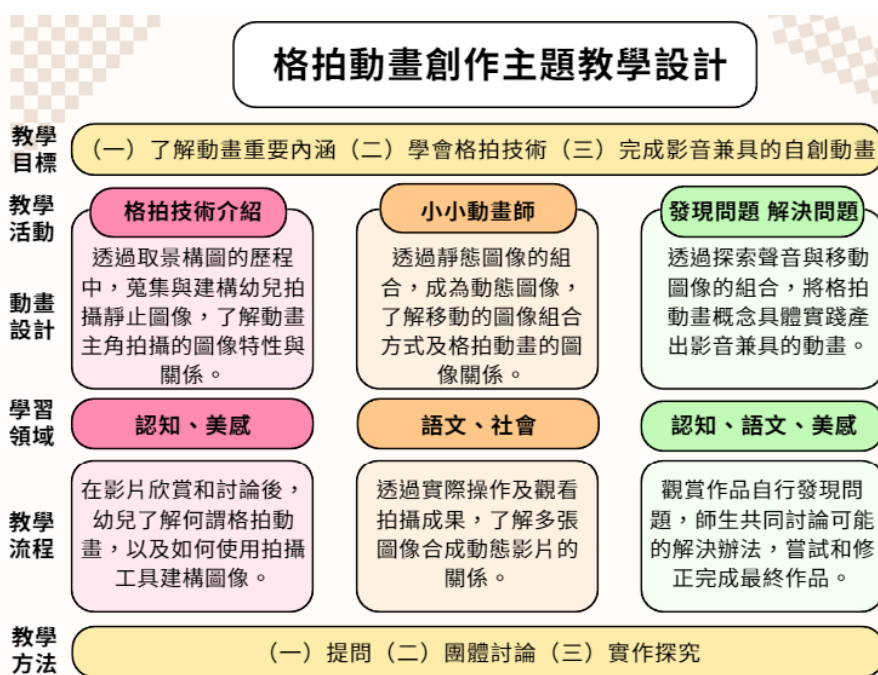 格拍動畫創作主題教學設計
教學
目標
（一）了解動畫重要內涵（二）學會格拍技術（三）完成影音兼具的自創動畫
教學
活動
格拍技術介紹
小小動畫師
發現問題 解決問題
動畫
設計
透過取景構圖的歷程
中，蒐集與建構幼兒拍
攝靜止圖像，了解動畫
主角拍攝的圖像特性與
關係。
透過靜態圖像的組
合，成為動態圖像，
了解移動的圖像組合
方式及格拍動畫的圖
像關係。
透過探索聲音與移動
圖像的組合，將格拍
動畫概念具體實踐產
出影音兼具的動畫。
學習
領域
認知、美感
語文、社會
認知、語文、美感
教學
流程
在影片欣賞和討論後，
幼兒了解何謂格拍動
畫，以及如何使用拍攝
工具建構圖像。
透過實際操作及觀看
拍攝成果，了解多張
圖像合成動態影片的
關係。
觀賞作品自行發現問
題，師生共同討論可能
的解決辦法，嘗試和修
正完成最終作品。
教學
方法
（一）提問（二）團體討論（三）實作探究